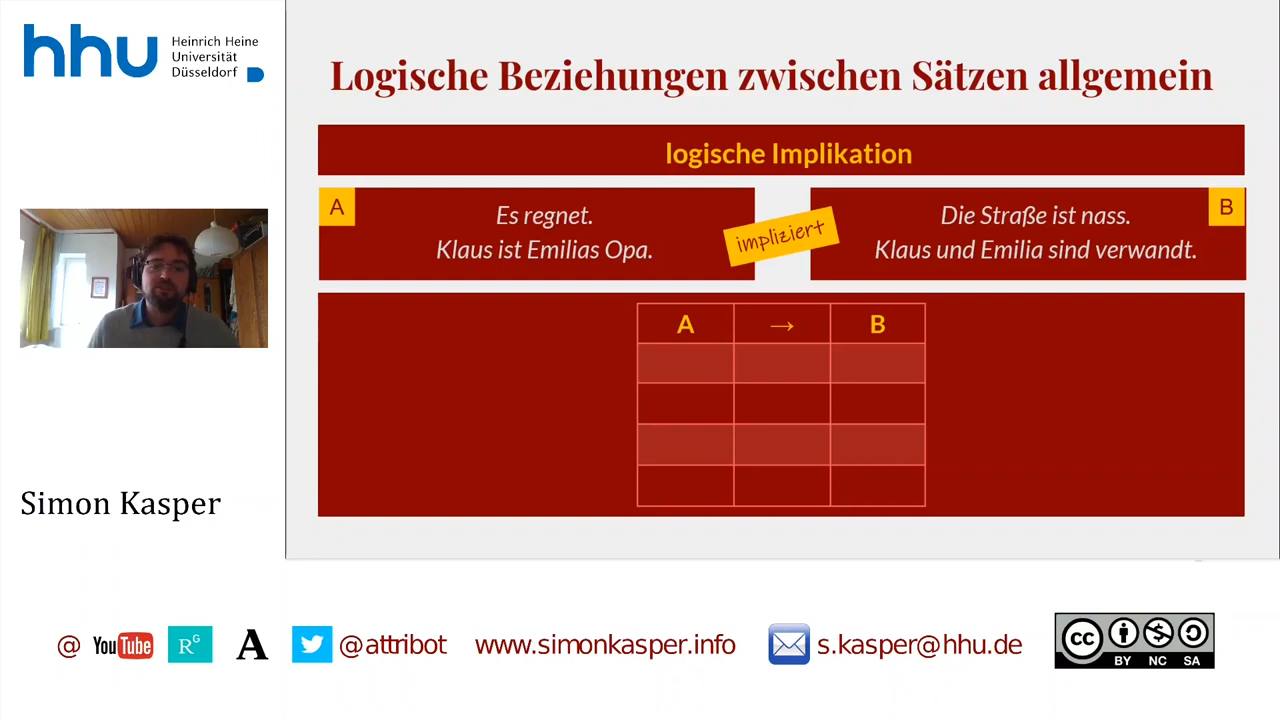 hhu
Heinrich Heine
Universität
Düsseldorf
Logische Beziehungen zwischen Sätzen allgemein
logische Implikation
A
Es regnet.
Klaus ist Emilias Opa.
impliziert
Die Straße ist nass.
Klaus und Emilia sind verwandt.
B
A → B
Simon Kasper
@ YouTube RG A @attribot www.simonkasper.info s.kasper@hhu.de
cc BY NC SA